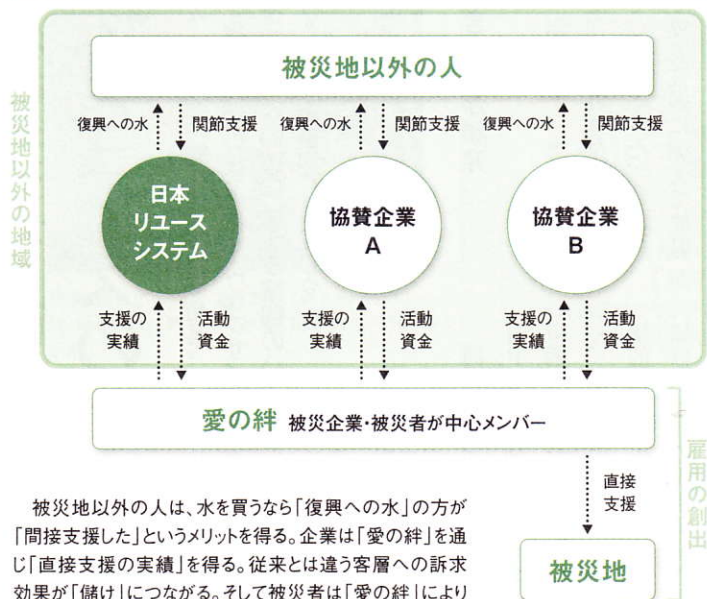 被災地以外の地域
被災地以外の人
復興への水
関節支援
復興への水
関節支援
復興への水
関節支援
日本
リユース
システム
協賛企業
A
協賛企業
B
支援の
実績
活動
資金
支援の
実績
活動
資金
支援の
実績
活動
資金
愛の絆 被災企業・被災者が中心メンバー
雇用の創出
直接
支援
被災地
被災地以外の人は、水を買うなら「復興への水」の方が
「間接支援した」というメリットを得る。企業は「愛の絆」を通
じ「直接支援の実績」を得る。従来とは違う客層への訴求
効果が「儲け」につながる。そして被災者は「愛の絆」により